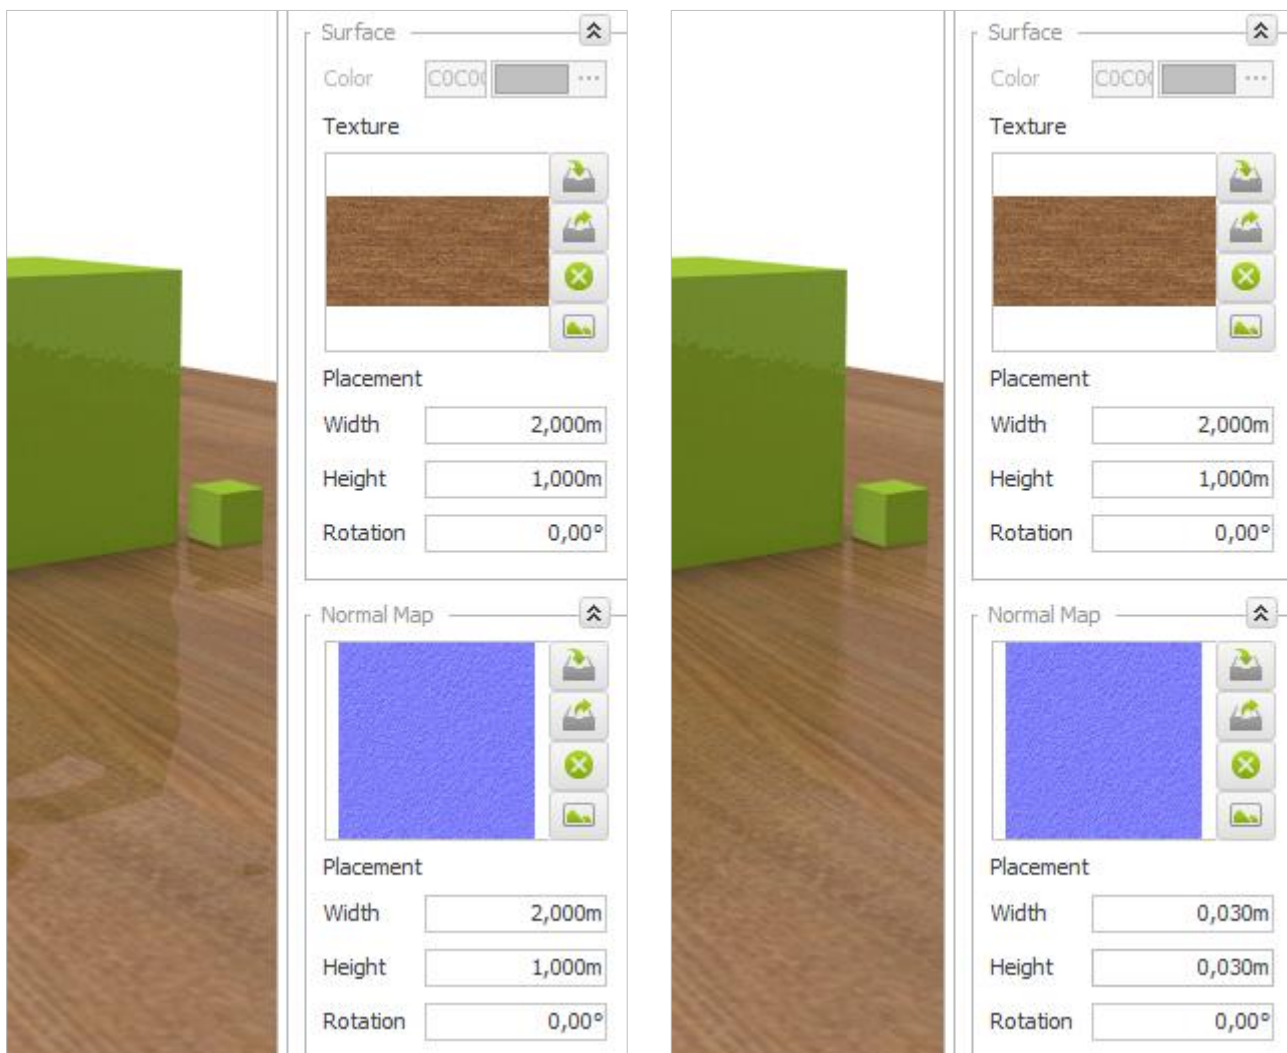 Surface
Color C0C0
Texture
Placement
Width 2,000m
Height 1,000m
Rotation 0,00°
Normal Map
Placement
Width 2,000m
Height 1,000m
Rotation 0,00°
Surface
Color C0C0
Texture
Placement
Width 2,000m
Height 1,000m
Rotation 0,00°
Normal Map
Placement
Width 0,030m
Height 0,030m
Rotation 0,00°